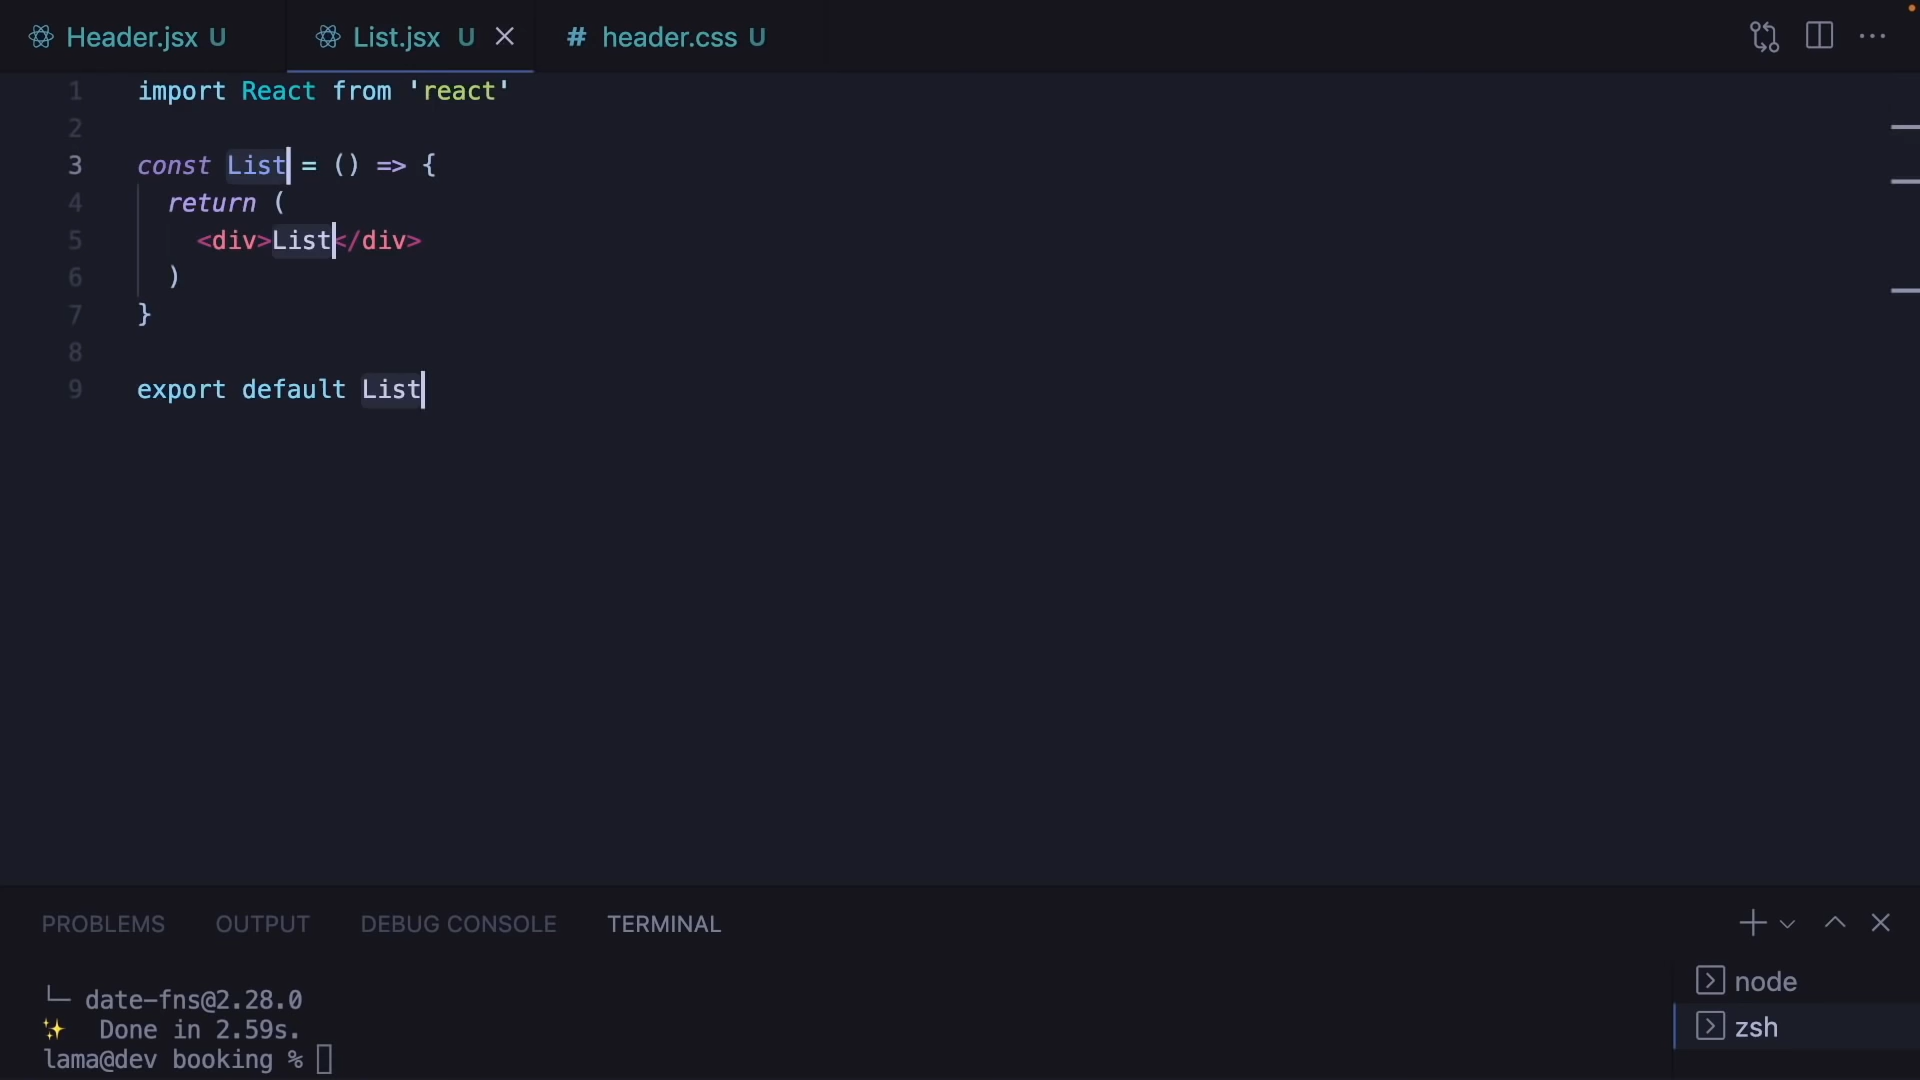 Header.jsx U List.jsx U # header.css U
1 import React from 'react'
2
3 const List = () => {
4 return (
5 <div>List</div>
6 )
7 }
8
9 export default List
PROBLEMS OUTPUT DEBUG CONSOLE TERMINAL
└─ date-fns@2.28.0
✨ Done in 2.59s.
lama@dev booking %
node
zsh